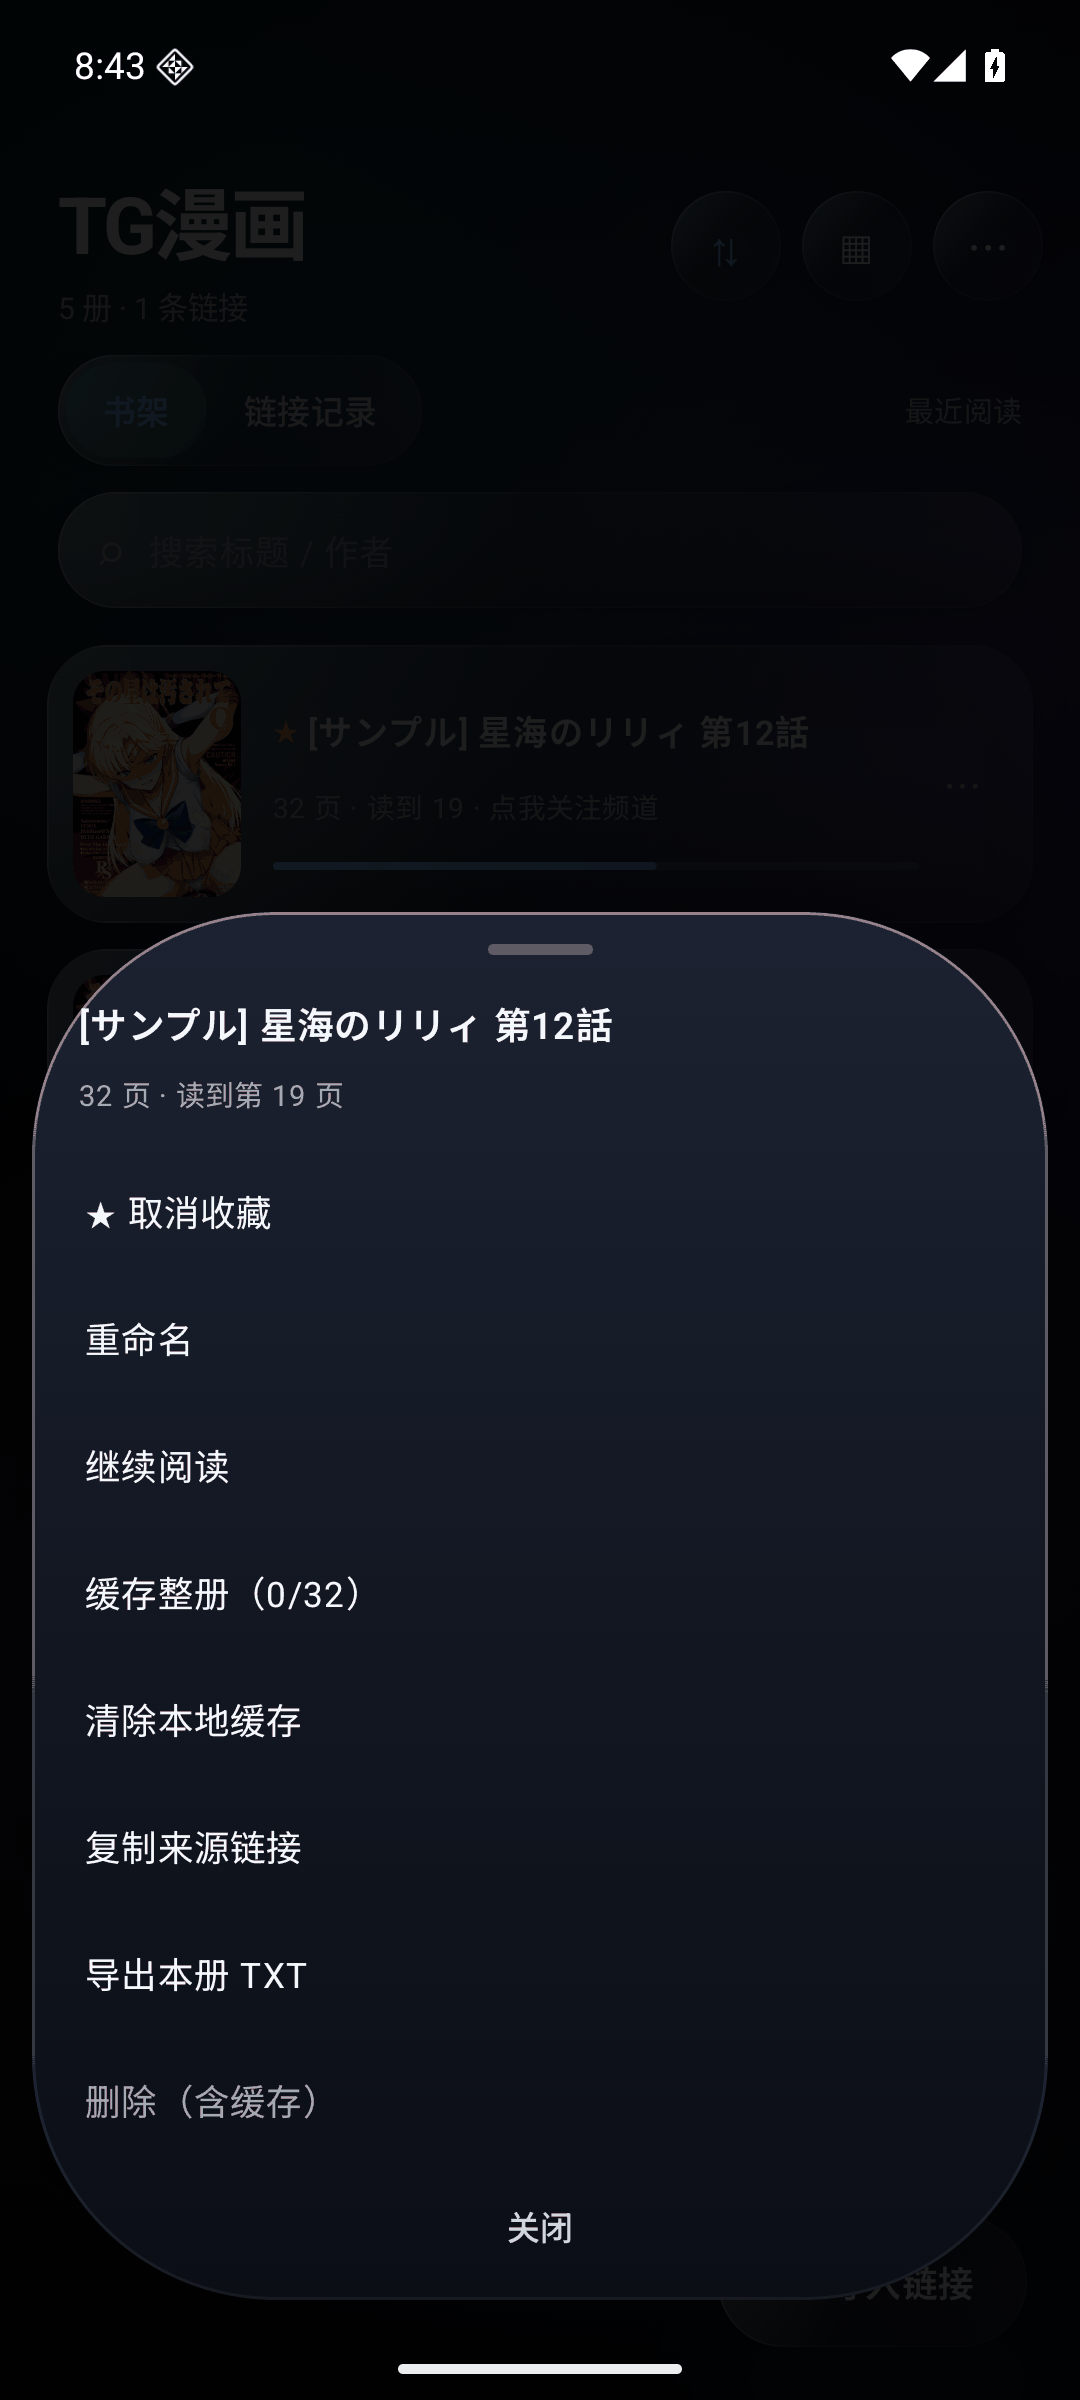 8:43
TG漫画
5 册 · 1 条链接
书架
链接记录
最近阅读
搜索标题 / 作者
★ [サンプル] 星海のリリィ 第12話
32 页 · 读到 19 · 点我关注频道
[サンプル] 星海のリリィ 第12話
32 页 · 读到第 19 页
★ 取消收藏
重命名
继续阅读
缓存整册（0/32）
清除本地缓存
复制来源链接
导出本册 TXT
删除（含缓存）
关闭
链接